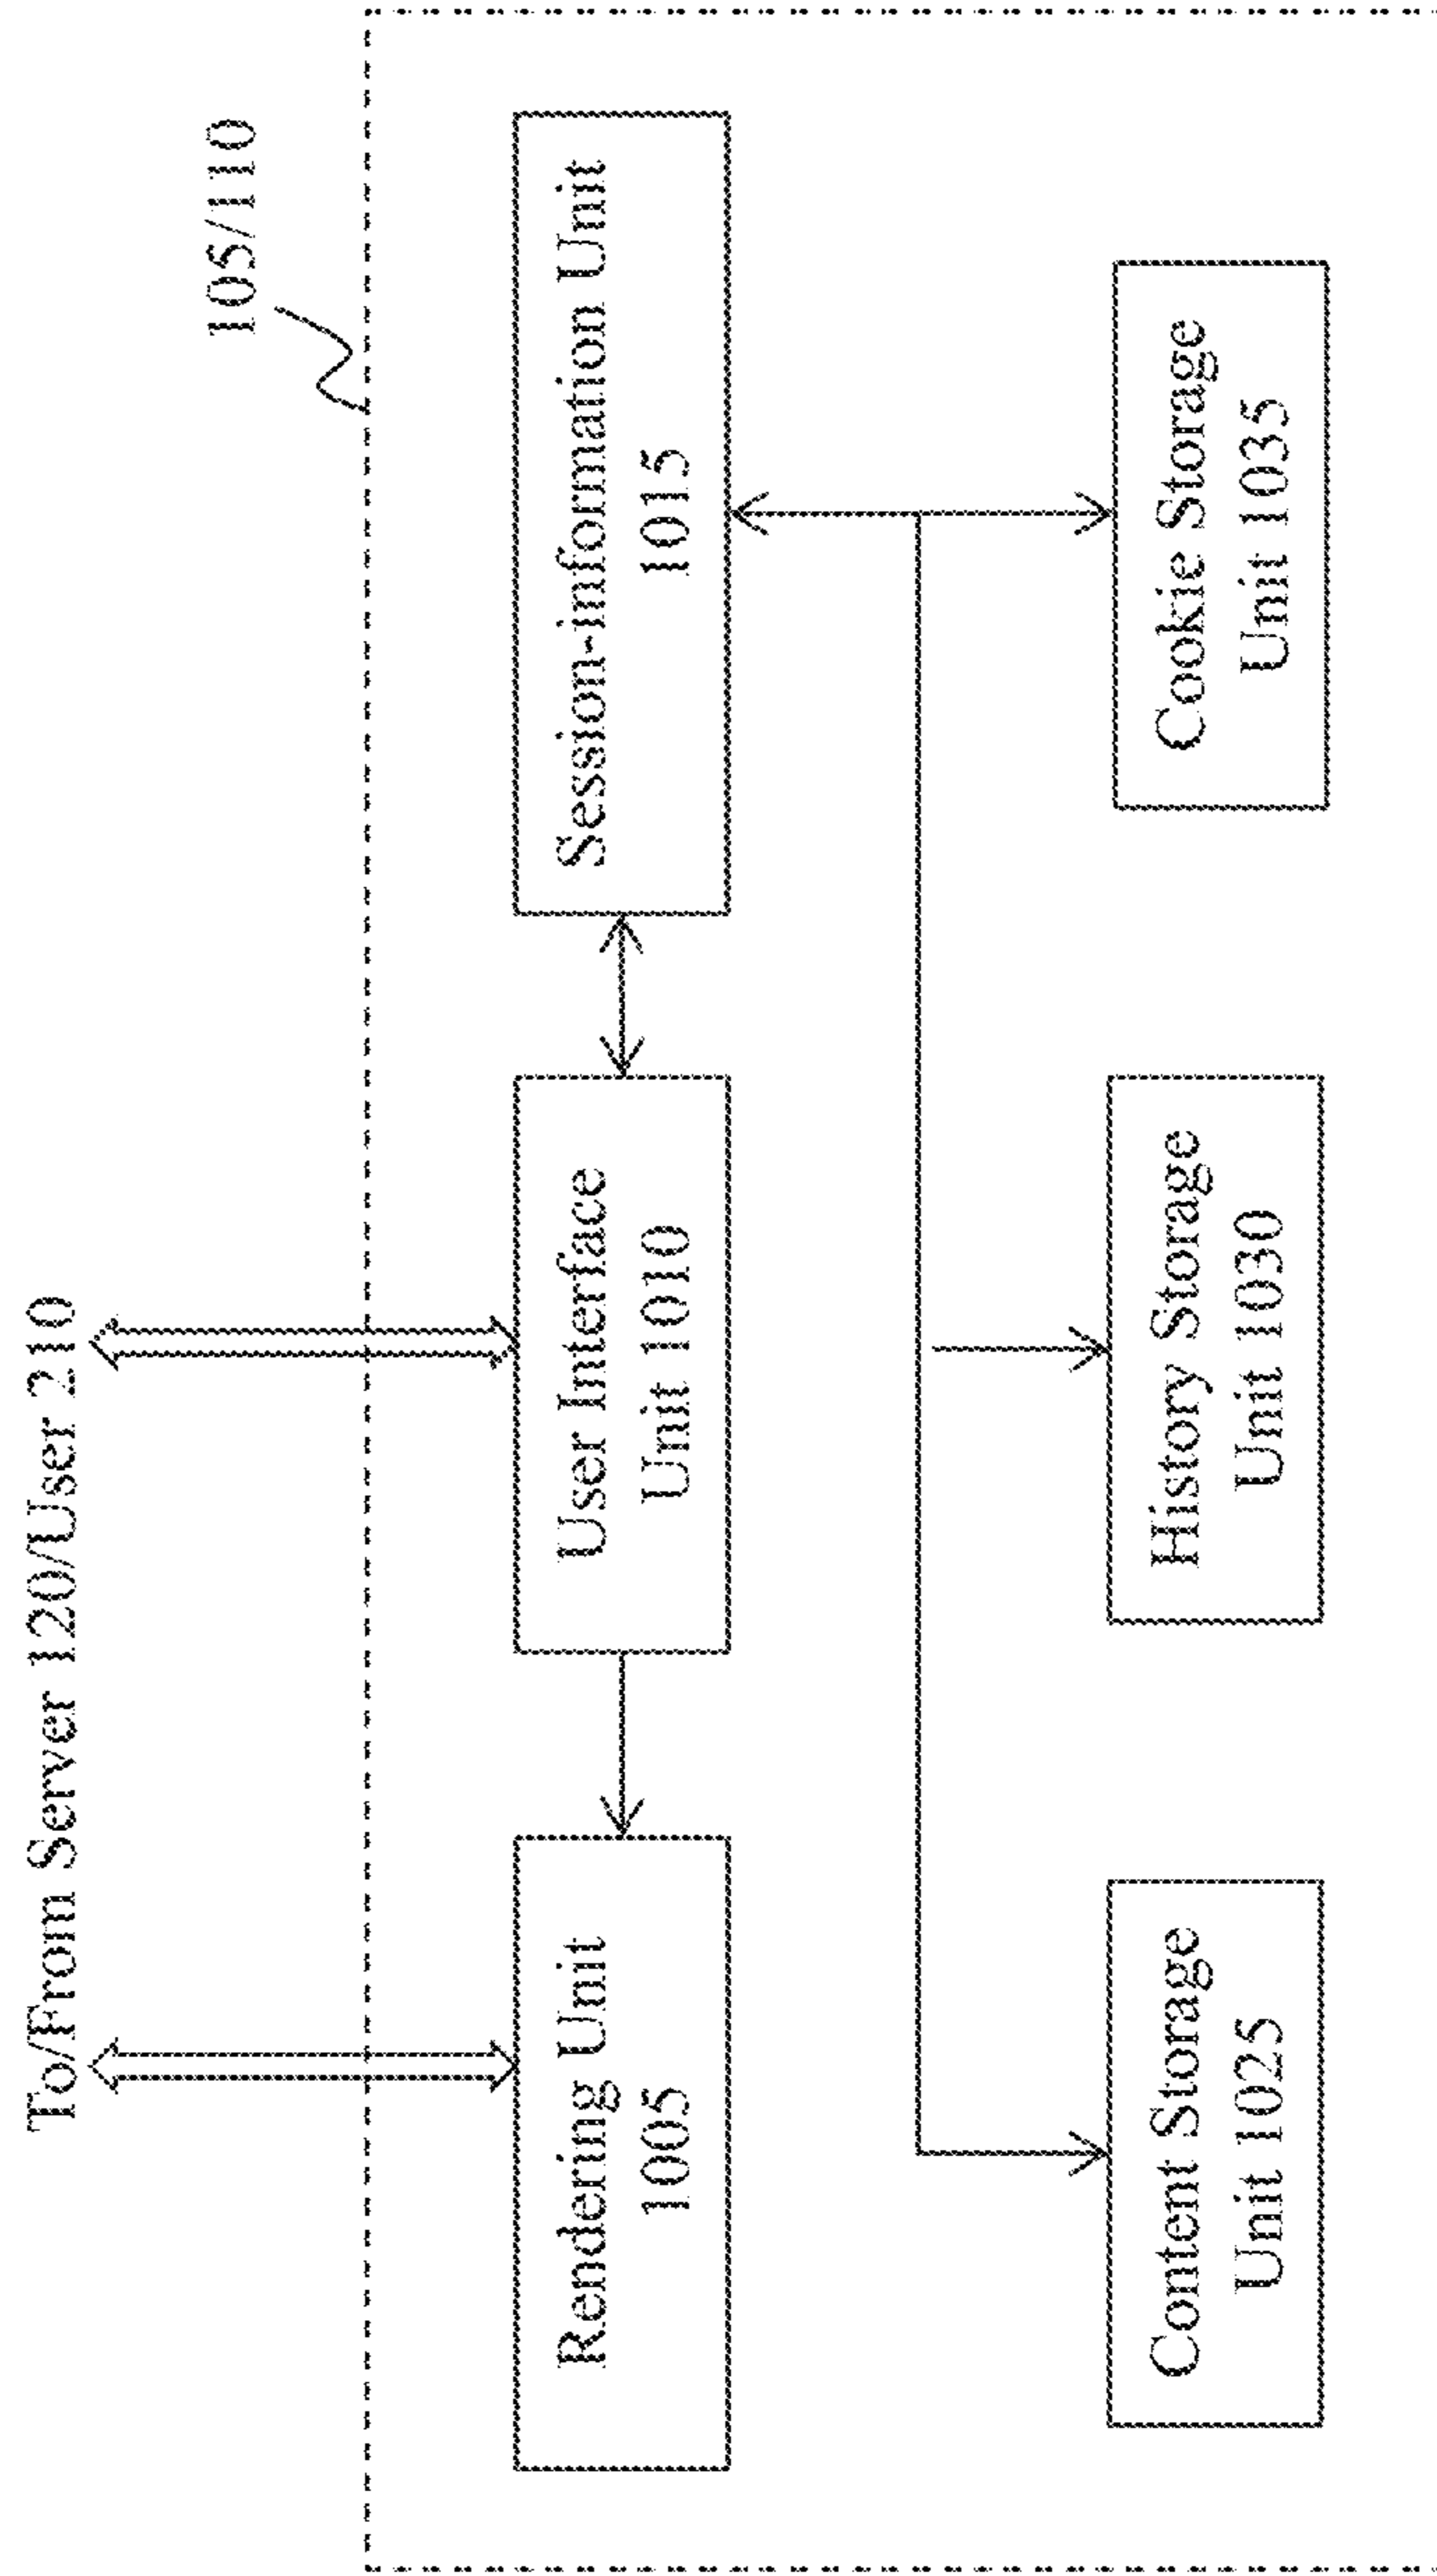 To/From Server 120/User 210
105/110
Rendering Unit
1005
User Interface
Unit 1010
Session-information Unit
1015
Content Storage
Unit 1025
History Storage
Unit 1030
Cookie Storage
Unit 1035